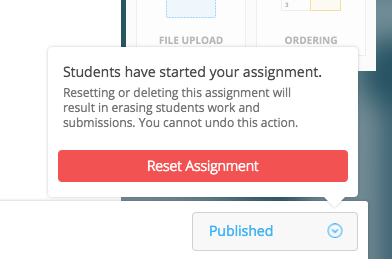 3
FILE UPLOAD
ORDERING
Students have started your assignment.
Resetting or deleting this assignment will
result in erasing students work and
submissions. You cannot undo this action.
Reset Assignment
Published